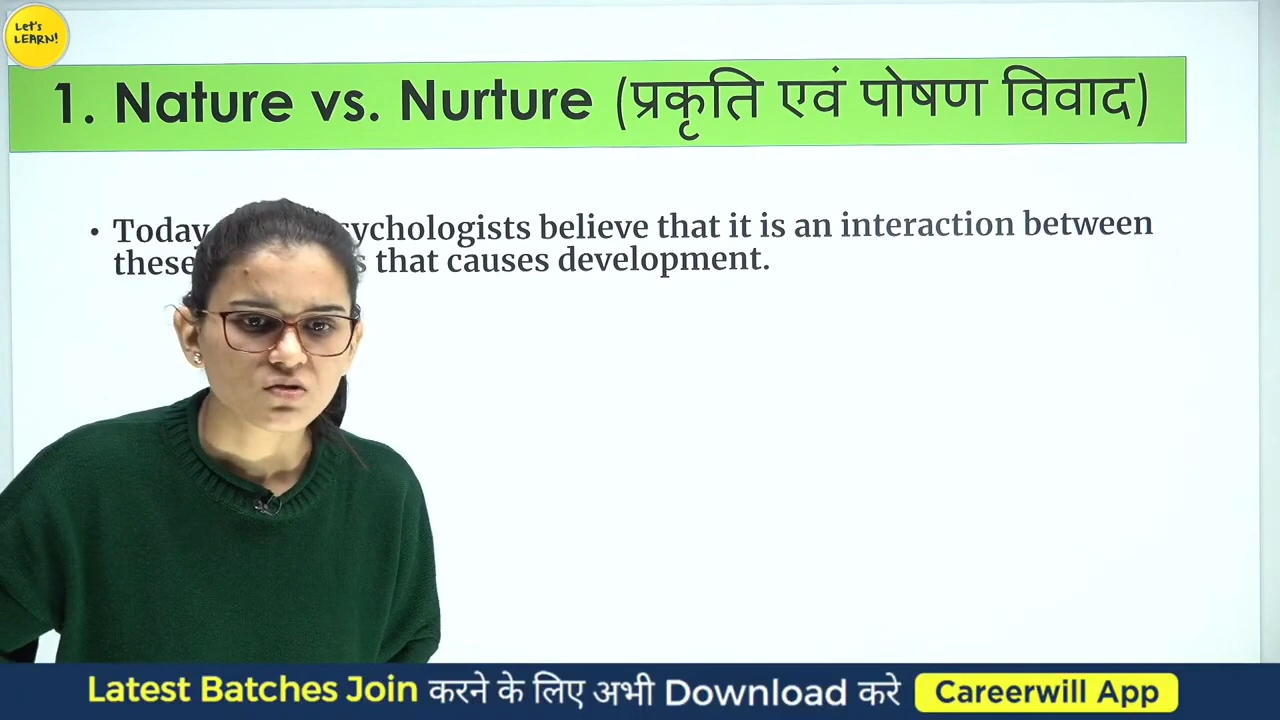 Let's
LEARN!
1. Nature vs. Nurture (प्रकृति एवं पोषण विवाद)
• Today sychologists believe that it is an interaction between
these s that causes development.
Latest Batches Join करने के लिए अभी Download करे Careerwill App